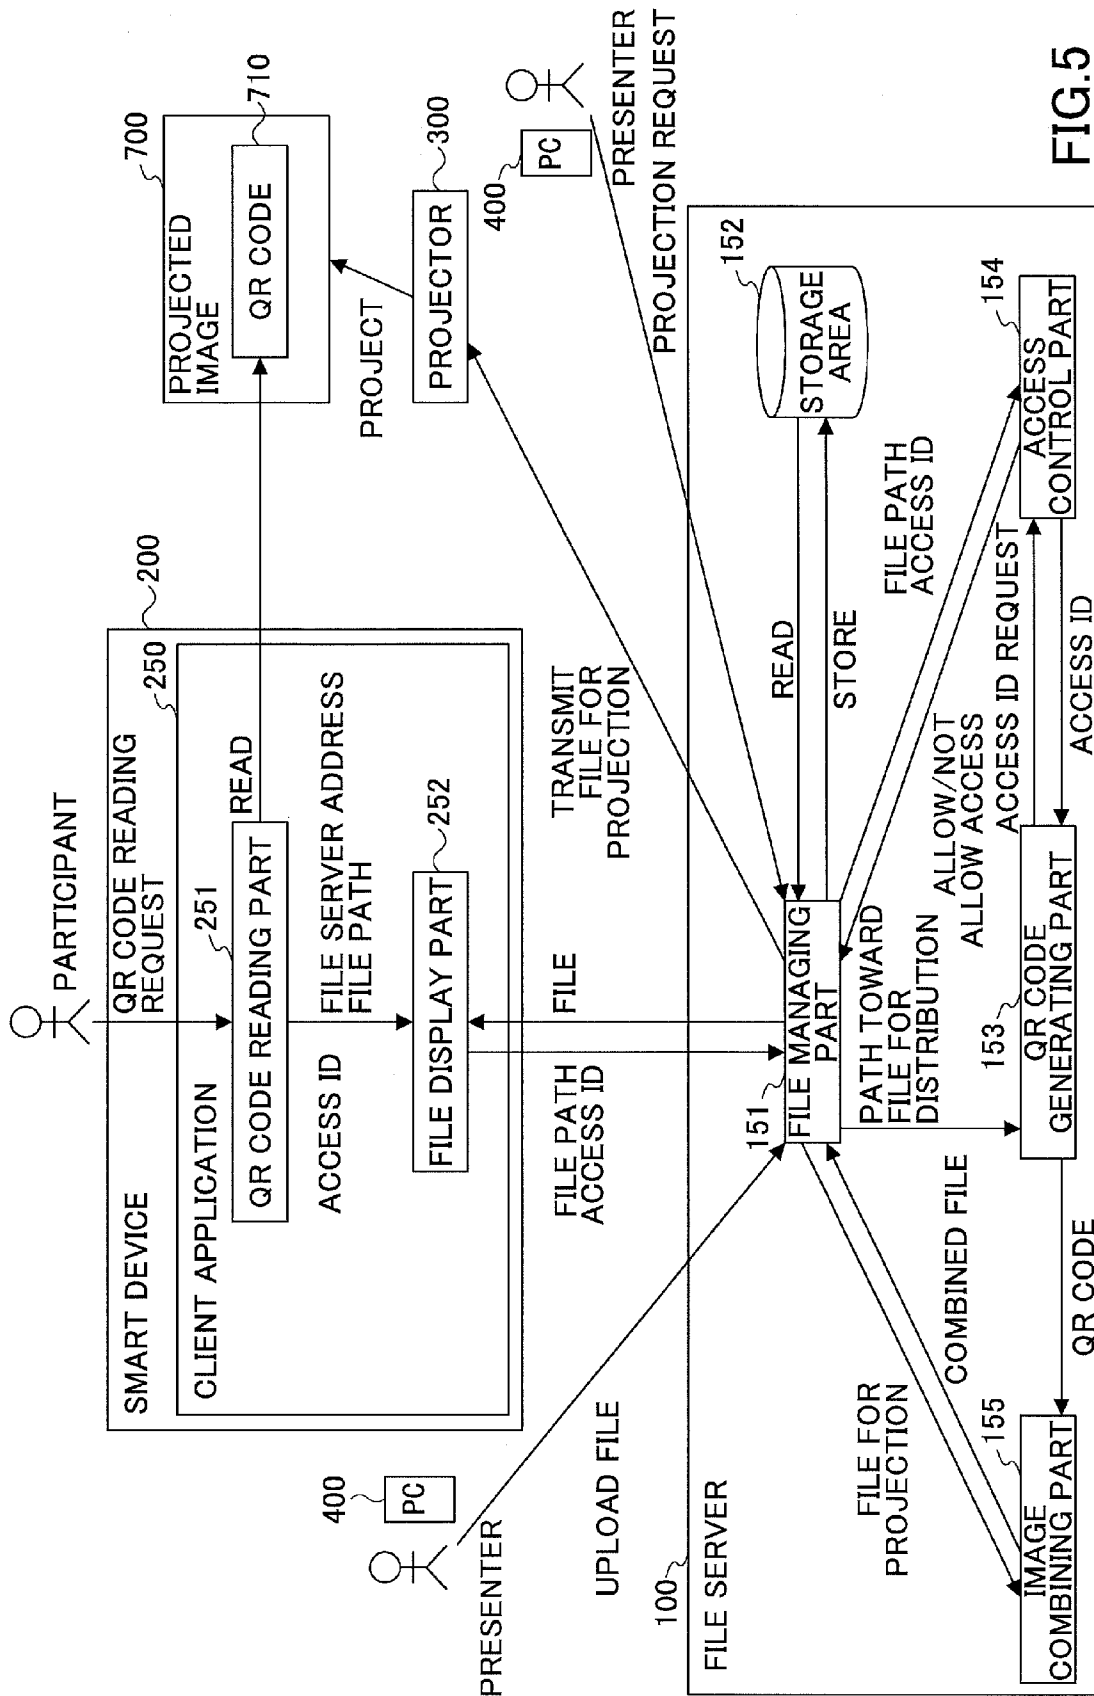 PARTICIPANT
QR CODE READING
REQUEST
SMART DEVICE
200
250
CLIENT APPLICATION
251
QR CODE READING PART
READ
ACCESS ID
FILE SERVER ADDRESS
FILE PATH
252
FILE DISPLAY PART
700
PROJECTED
IMAGE
710
QR CODE
PROJECT
300
PROJECTOR
400
PC
PRESENTER
PROJECTION REQUEST
400
PC
PRESENTER
UPLOAD FILE
FILE PATH
ACCESS ID
FILE
TRANSMIT
FILE FOR
PROJECTION
100
FILE SERVER
151
FILE MANAGING
PART
READ
STORE
152
STORAGE
AREA
FILE FOR
PROJECTION
COMBINED FILE
PATH TOWARD
FILE FOR
DISTRIBUTION
ALLOW/NOT
ALLOW ACCESS
FILE PATH
ACCESS ID
155
IMAGE
COMBINING PART
QR CODE
153
QR CODE
GENERATING PART
ACCESS ID REQUEST
ACCESS ID
154
ACCESS
CONTROL PART
FIG.5